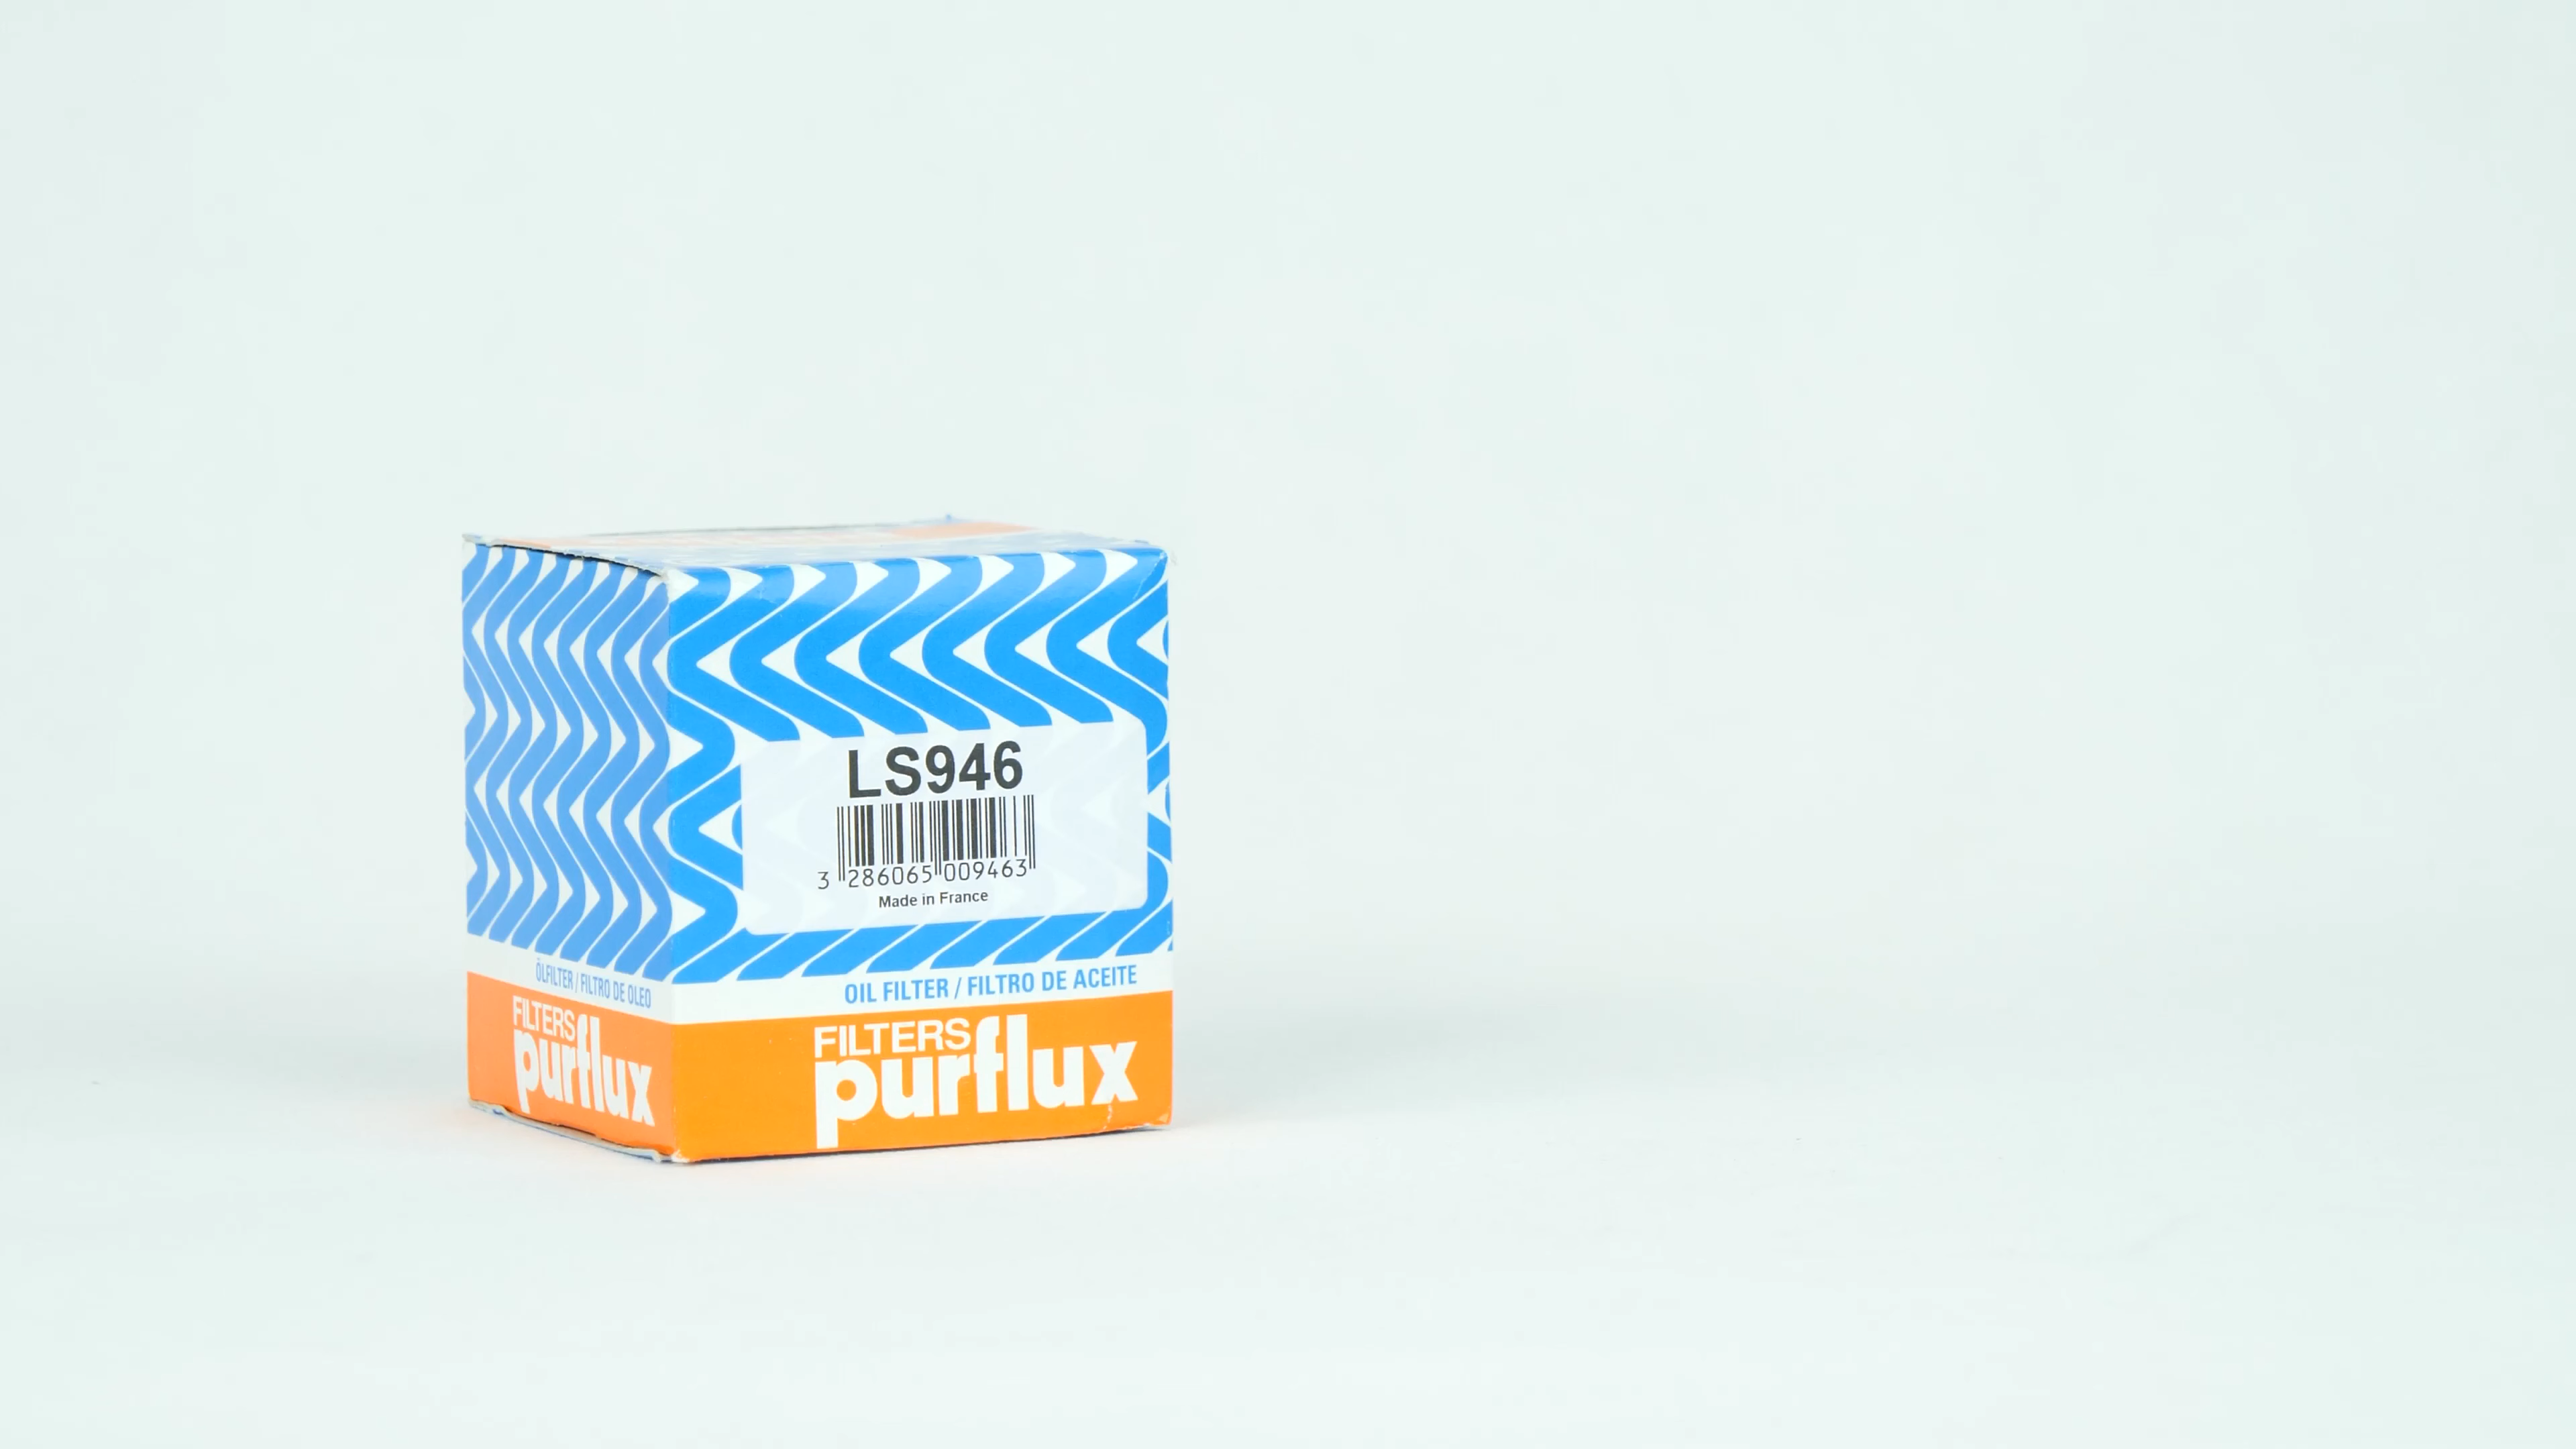 LS946
3 286065 009463
Made in France
OIL FILTER / FILTRO DE ACEITE
FILTERS
purflux
ÖLFILTER / FILTRO DE OLEO
FILTERS
purflux